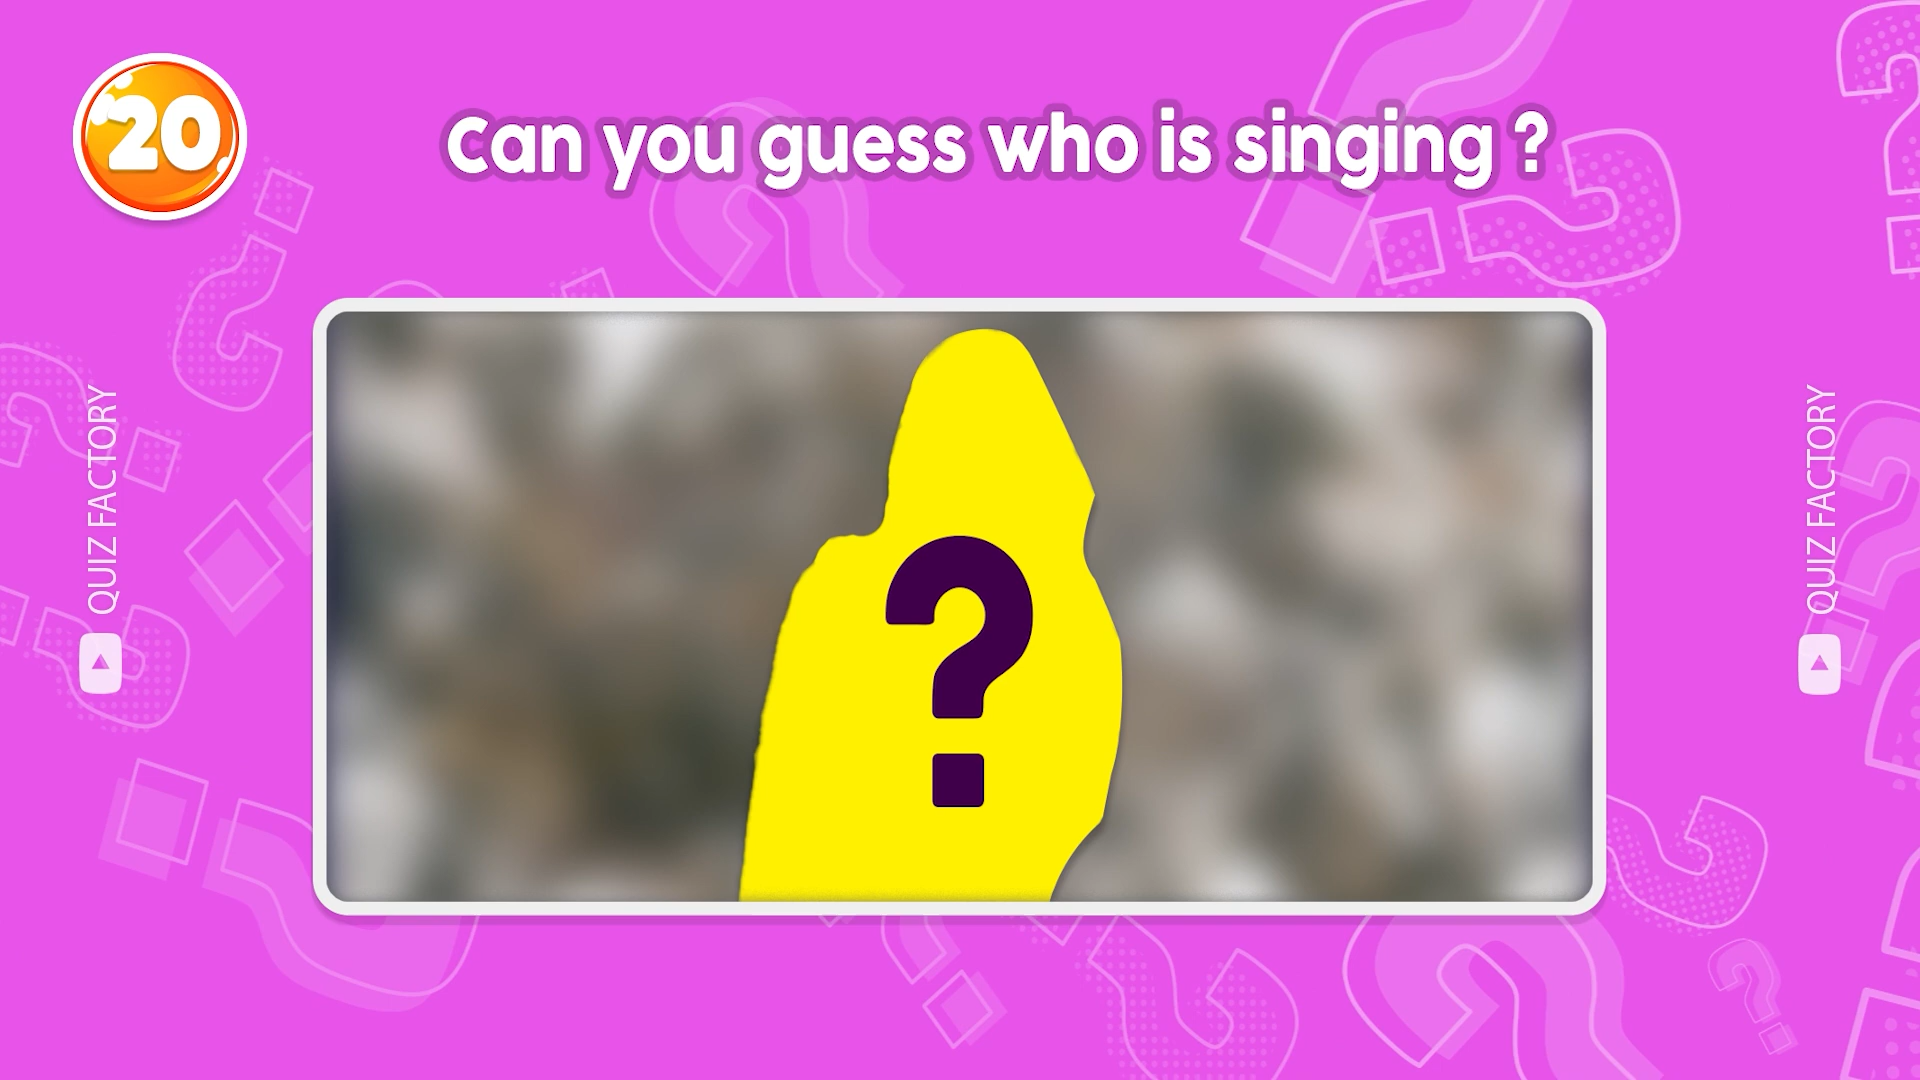 20
Can you guess who is singing ?
QUIZ FACTORY
?
QUIZ FACTORY